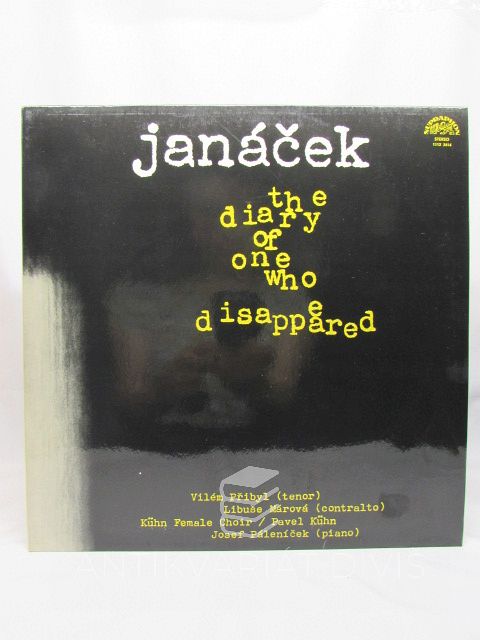 SUPRAPHON
STEREO
janáček
the
diary
of
one
who
disappeared
Vilém Přibyl (tenor)
Libuše Márová (contralto)
Kühn Female Choir / Pavel Kühn
Josef Páleníček (piano)
ANTIKVARIÁT DIVIŠ